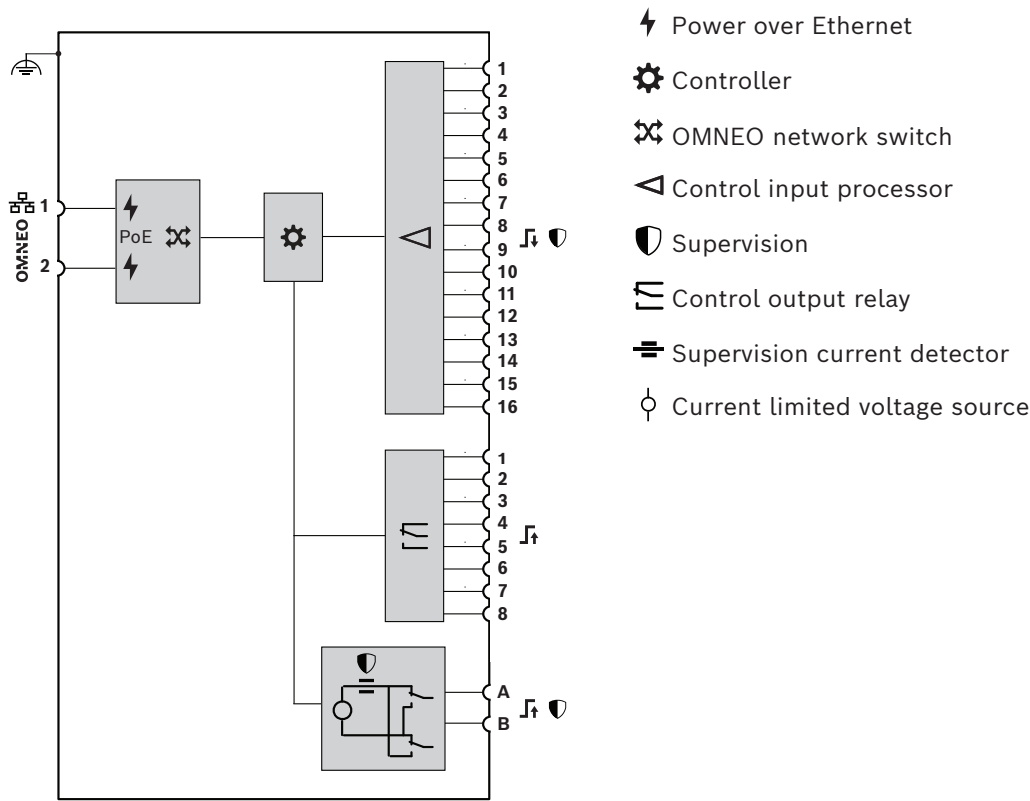 Power over Ethernet
Controller
OMNEO network switch
Control input processor
Supervision
Control output relay
Supervision current detector
Current limited voltage source
OMNEO
1
2
PoE
1
2
3
4
5
6
7
8
9
10
11
12
13
14
15
16
1
2
3
4
5
6
7
8
A
B